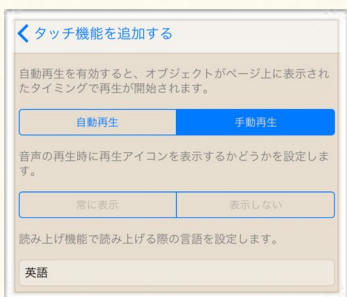 タッチ機能を追加する
自動再生を有効すると、オブジェクトがページ上に表示され
たタイミングで再生が開始されます。
自動再生
手動再生
音声の再生時に再生アイコンを表示するかどうかを設定しま
す。
常に表示
表示しない
読み上げ機能で読み上げる際の言語を設定します。
英語